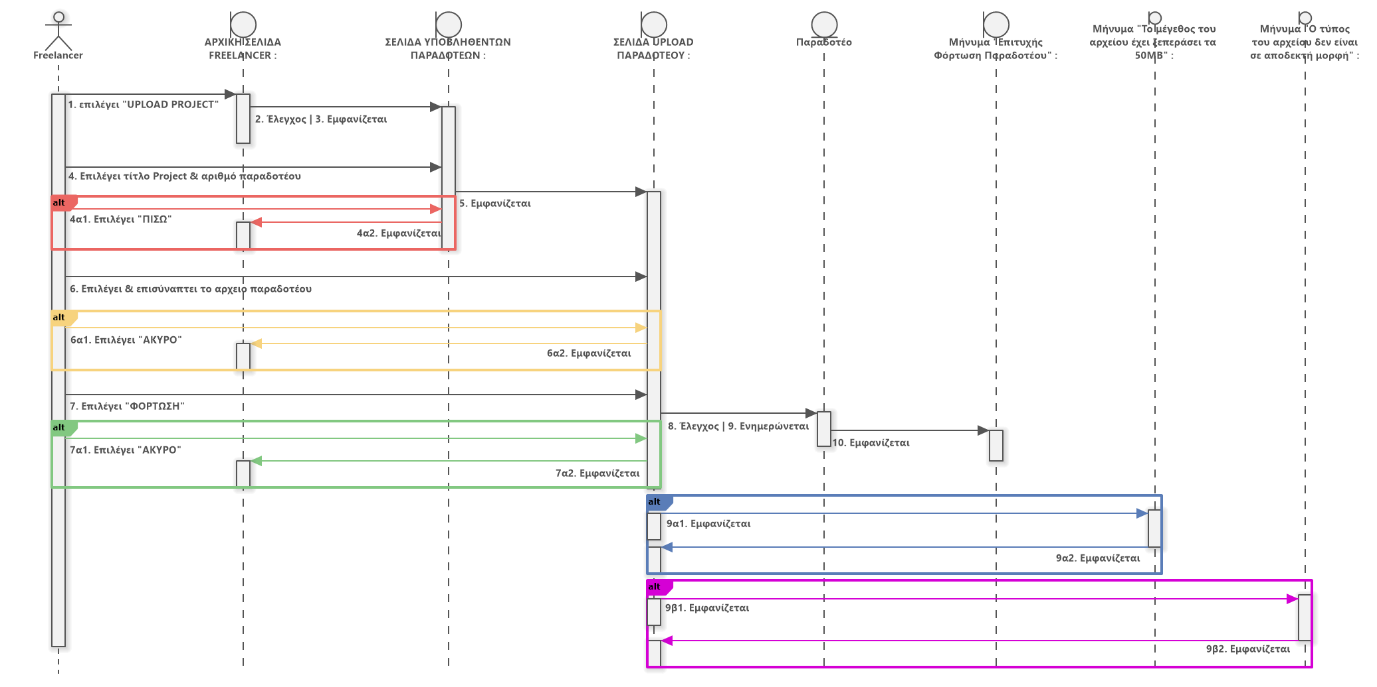 Freelancer
ΑΡΧΙΚΗ ΣΕΛΙΔΑ
FREELANCER :
ΣΕΛΙΔΑ ΥΠΟΒΛΗΘΕΝΤΩΝ
ΠΑΡΑΔΟΤΕΩΝ :
ΣΕΛΙΔΑ UPLOAD
ΠΑΡΑΔΟΤΕΟΥ :
Παραδοτέο
Μήνυμα "Επιτυχής
Φόρτωση Παραδοτέου" :
Μήνυμα "Το μέγεθος του
αρχείου έχει ξεπεράσει τα
50MB" :
Μήνυμα "Ο τύπος
του αρχείου δεν είναι
σε αποδεκτή μορφή" :
1. επιλέγει "UPLOAD PROJECT"
2. Έλεγχος | 3. Εμφανίζεται
4. Επιλέγει τίτλο Project & αριθμό παραδοτέου
alt
5. Εμφανίζεται
4α1. Επιλέγει "ΠΙΣΩ"
4α2. Εμφανίζεται
6. Επιλέγει & επισύναπτει το αρχειο παραδοτέου
alt
6α1. Επιλέγει "ΑΚΥΡΟ"
6α2. Εμφανίζεται
7. Επιλέγει "ΦΟΡΤΩΣΗ"
alt
8. Έλεγχος | 9. Ενημερώνεται
10. Εμφανίζεται
7α1. Επιλέγει "ΑΚΥΡΟ"
7α2. Εμφανίζεται
alt
9α1. Εμφανίζεται
9α2. Εμφανίζεται
alt
9β1. Εμφανίζεται
9β2. Εμφανίζεται